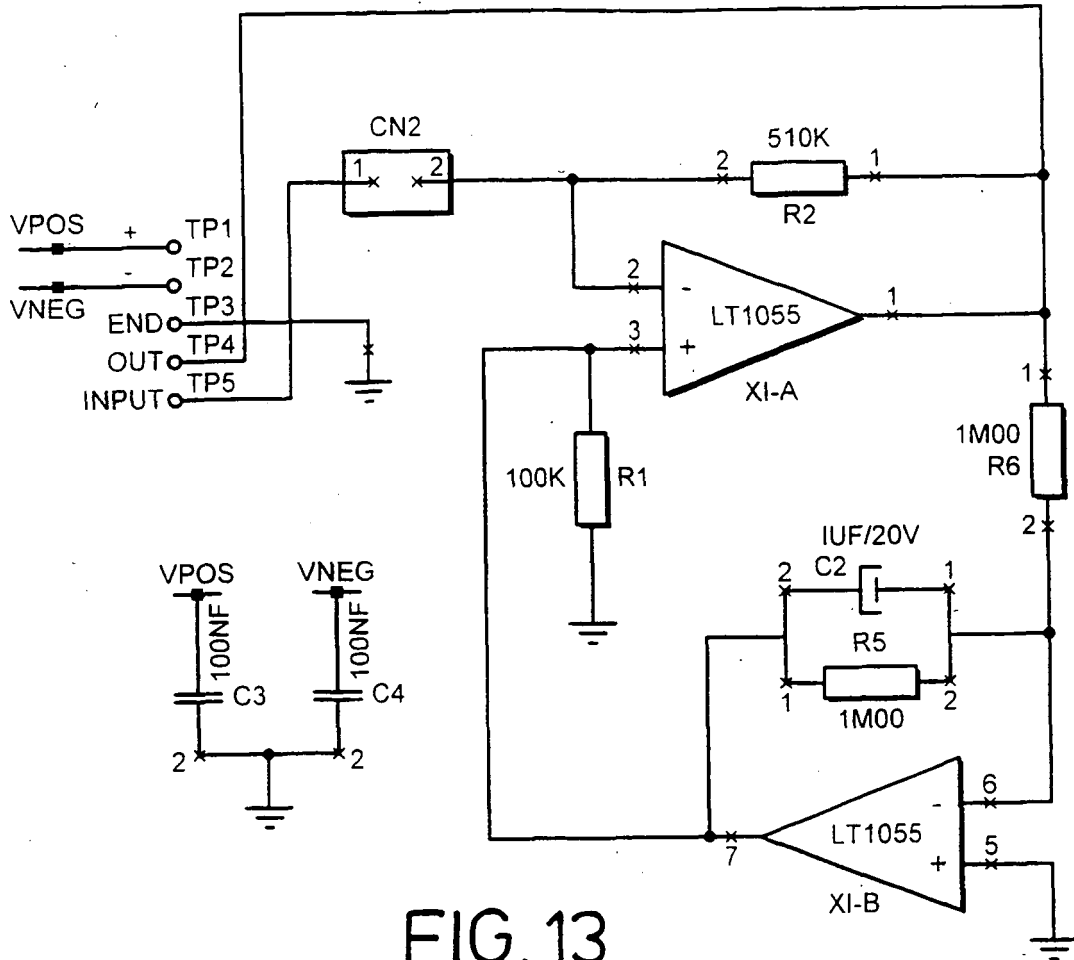 CN2
1 2
510K
2 1
R2
VPOS + TP1
- TP2
VNEG
TP3
END
TP4
OUT
TP5
INPUT
2 -
LT1055
1
3 +
XI-A
1
1M00
R6
2
100K R1
IUF/20V
C2
2 1
R5
1 2
1M00
VPOS VNEG
100NF 100NF
C3 C4
2 2
6 -
LT1055
5 +
7
XI-B
FIG. 13